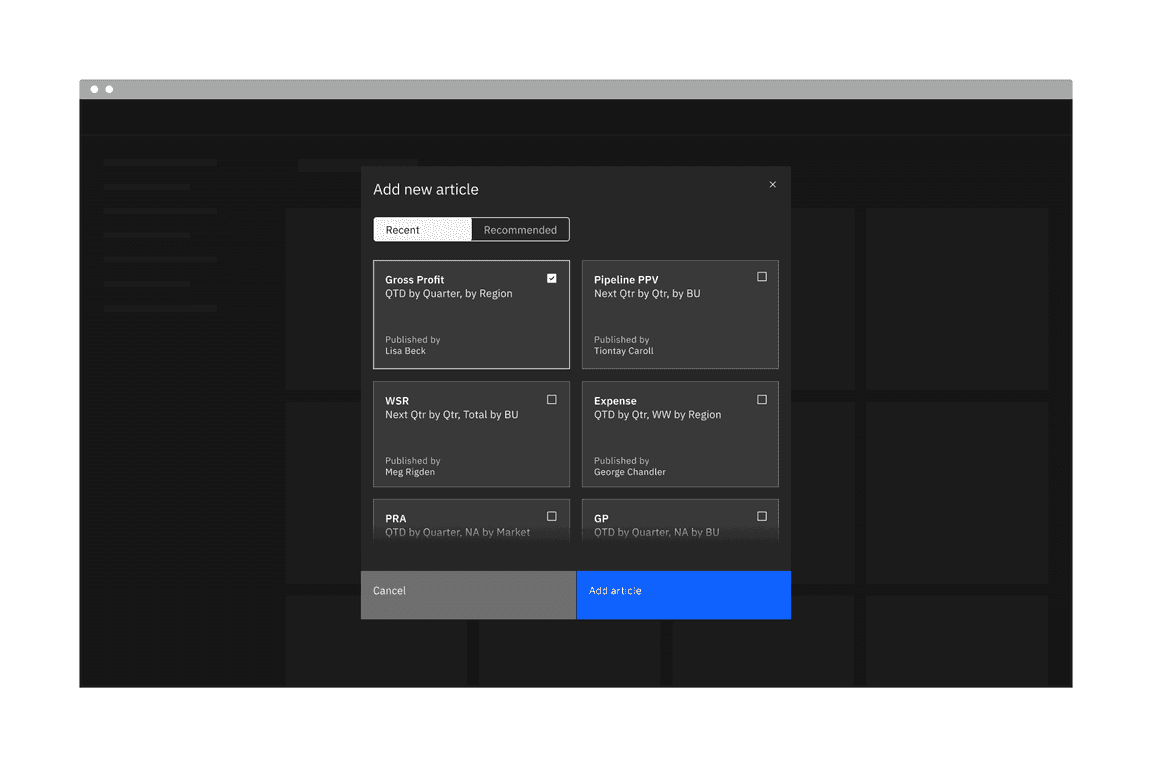 Add new article
Recent
Recommended
Gross Profit
QTD by Quarter, by Region
Published by
Lisa Beck
Pipeline PPV
Next Qtr by Qtr, by BU
Published by
Tiontay Caroll
WSR
Next Qtr by Qtr, Total by BU
Published by
Meg Rigden
Expense
QTD by Qtr, WW by Region
Published by
George Chandler
PRA
QTD by Quarter, NA by Market
GP
QTD by Quarter, NA by BU
Cancel
Add article